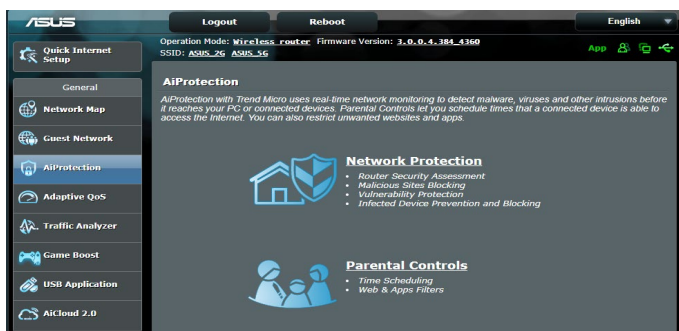 ASUS
Logout
Reboot
English
Quick Internet
Setup
Operation Mode: Wireless router Firmware Version: 3.0.0.4.384_4360
SSID: ASUS_2G ASUS_5G
App
General
Network Map
Guest Network
AiProtection
Adaptive QoS
Traffic Analyzer
Game Boost
USB Application
AiCloud 2.0
AiProtection
AiProtection with Trend Micro uses real-time network monitoring to detect malware, viruses and other intrusions before
it reaches your PC or connected devices. Parental Controls let you schedule times that a connected device is able to
access the Internet. You can also restrict unwanted websites and apps.
Network Protection
• Router Security Assessment
• Malicious Sites Blocking
• Vulnerability Protection
• Infected Device Prevention and Blocking
Parental Controls
• Time Scheduling
• Web & Apps Filters